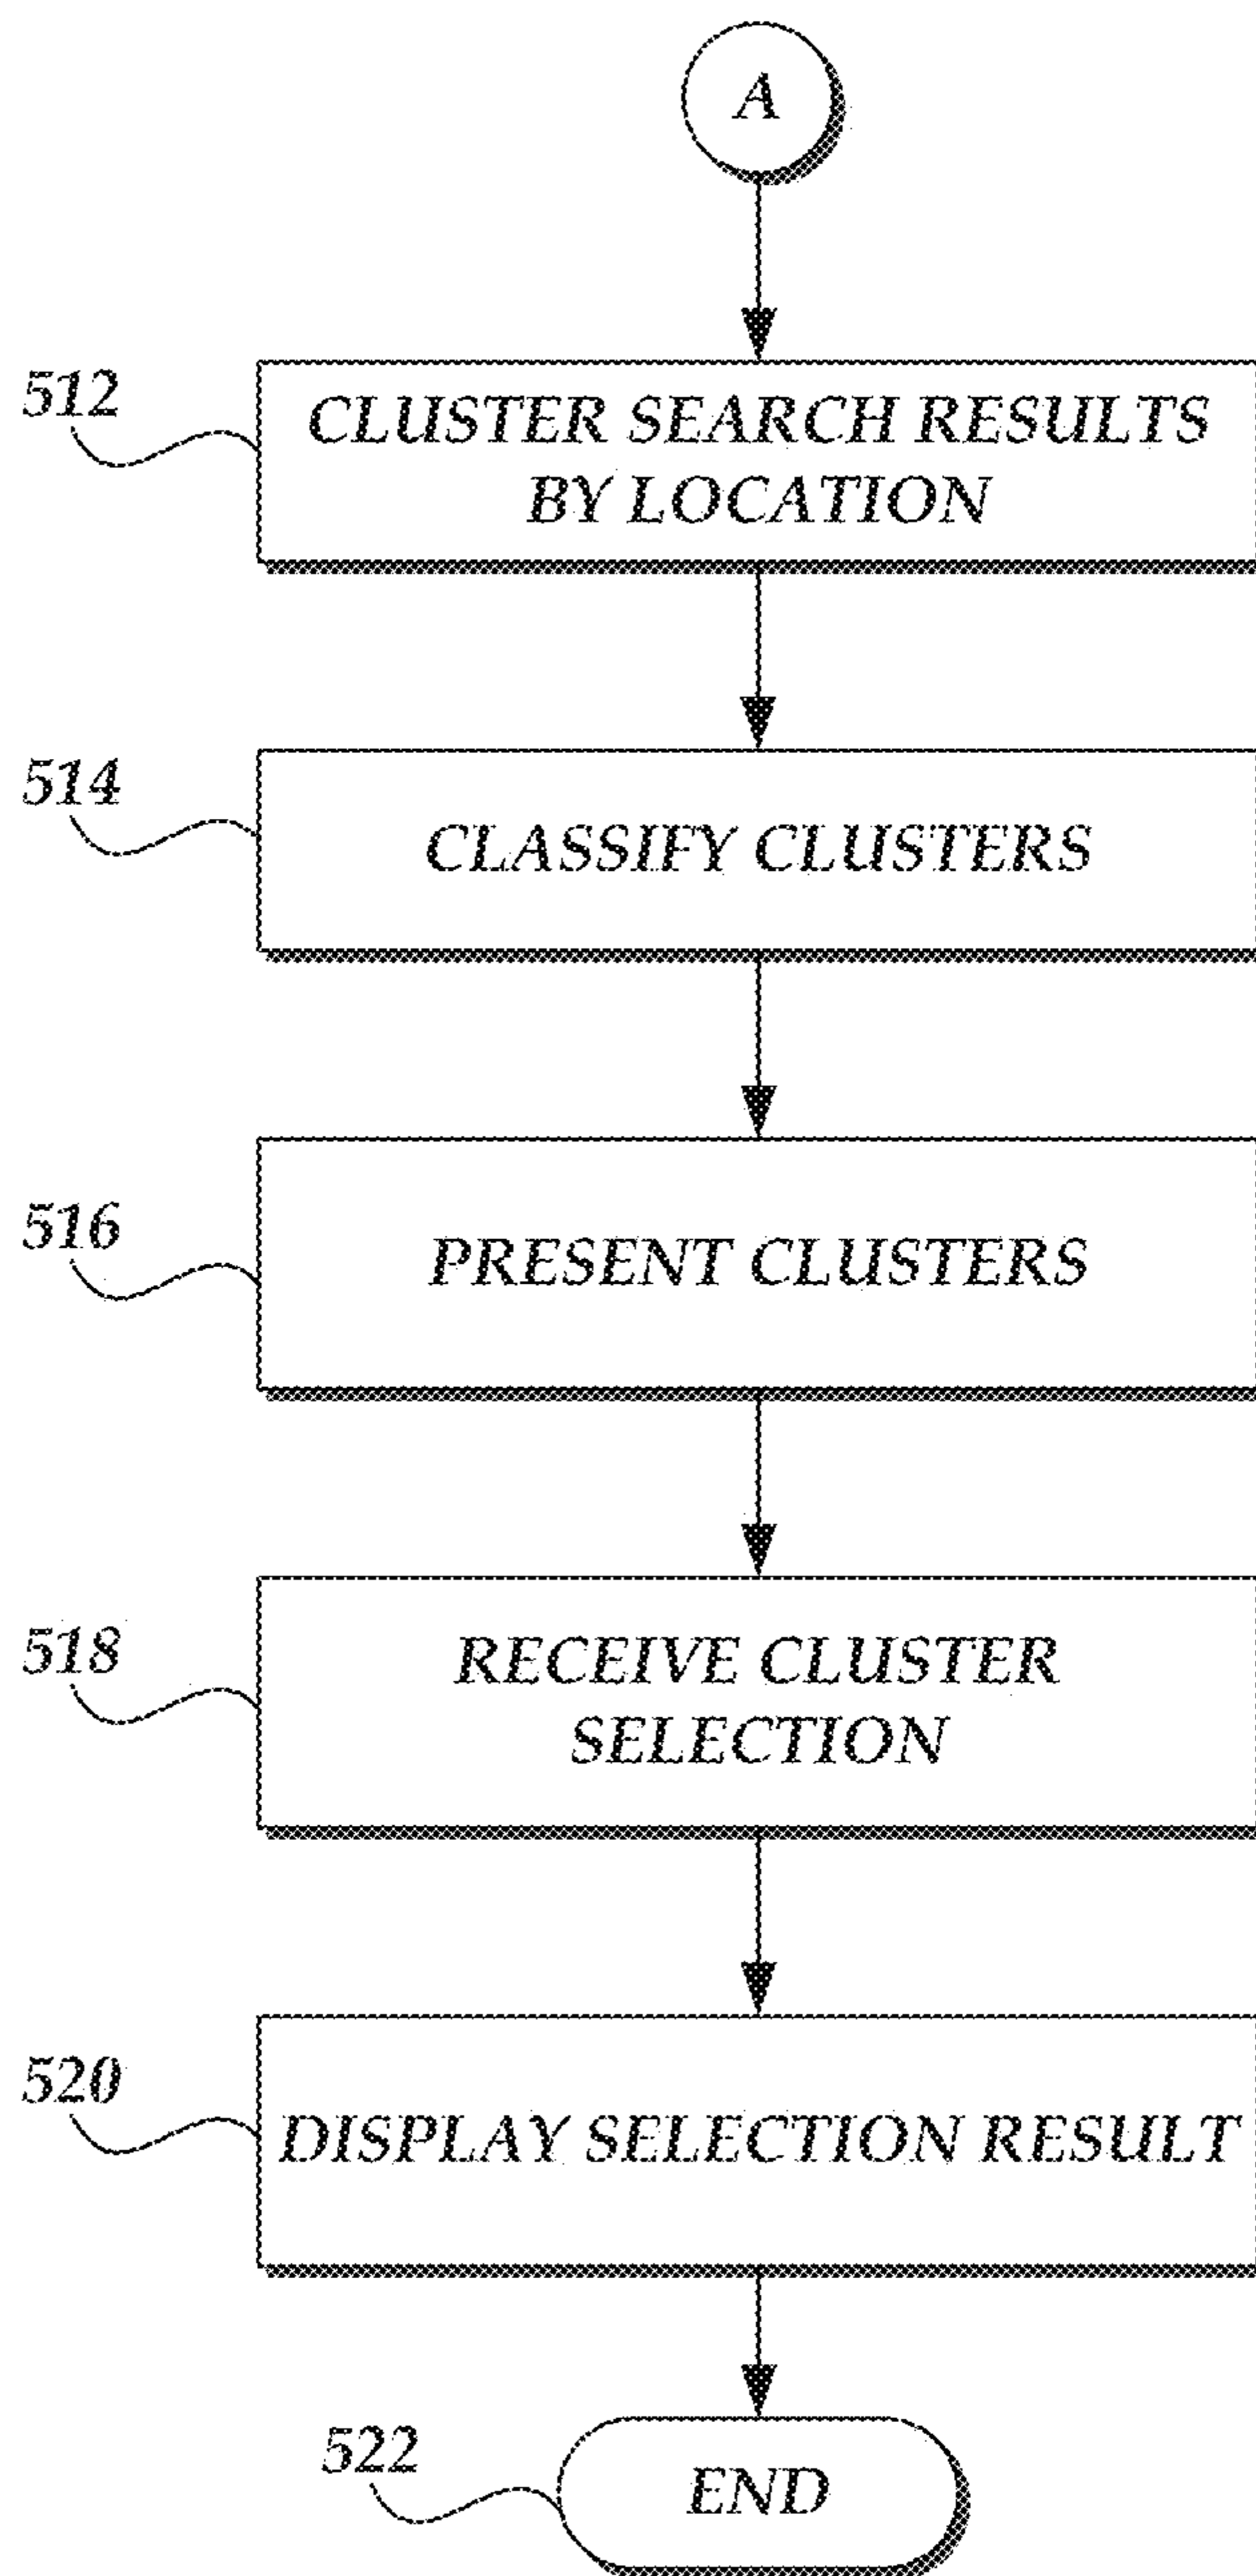 A
512
CLUSTER SEARCH RESULTS
BY LOCATION
514
CLASSIFY CLUSTERS
516
PRESENT CLUSTERS
518
RECEIVE CLUSTER
SELECTION
520
DISPLAY SELECTION RESULT
522
END